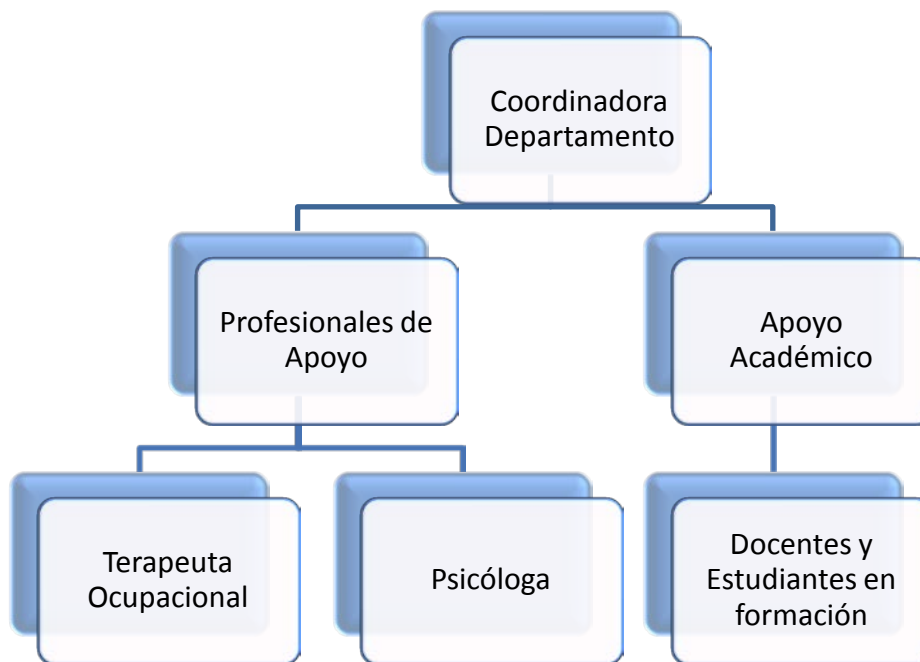 Coordinadora
Departamento
Profesionales de
Apoyo
Apoyo
Académico
Terapeuta
Ocupacional
Psicóloga
Docentes y
Estudiantes en
formación